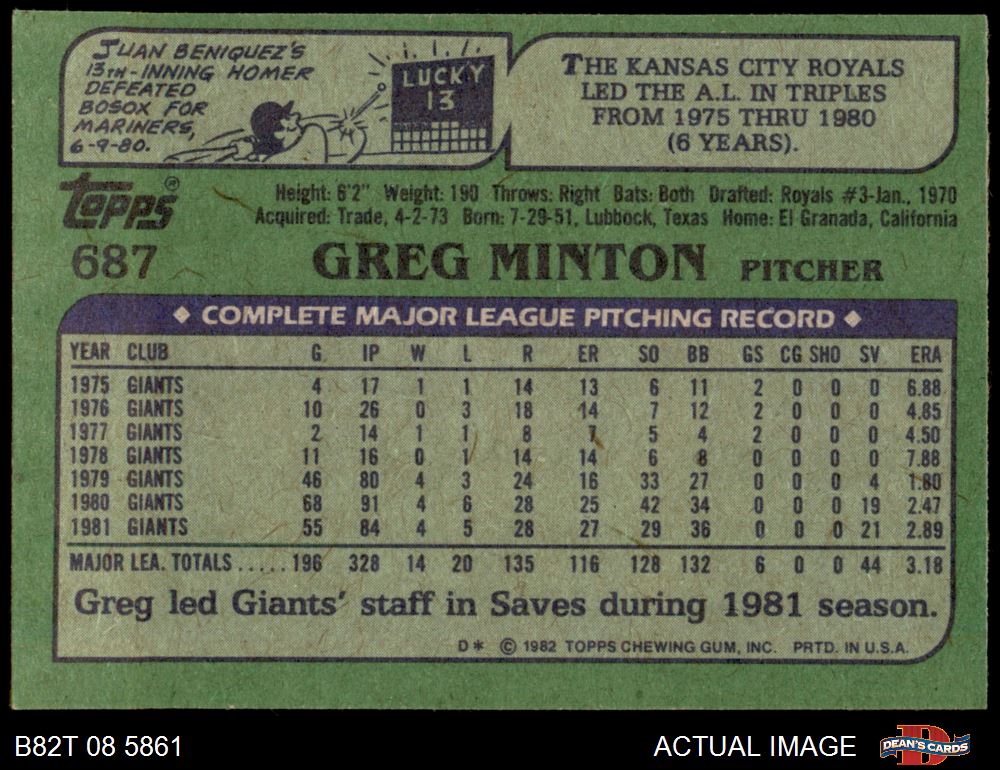 JUAN BENIQUEZ'S
13TH-INNING HOMER
DEFEATED
BOSOX FOR
MARINERS,
6-9-80.
LUCKY
13
THE KANSAS CITY ROYALS
LED THE A.L. IN TRIPLES
FROM 1975 THRU 1980
(6 YEARS).
Topps®
687
Height: 6'2" Weight: 190 Throws: Right Bats: Both Drafted: Royals #3-Jan., 1970
Acquired: Trade, 4-2-73 Born: 7-29-51, Lubbock, Texas Home: El Granada, California
GREG MINTON PITCHER
◆ COMPLETE MAJOR LEAGUE PITCHING RECORD ◆
YEAR CLUB G IP W L R ER SO BB GS CG SHO SV ERA
1975 GIANTS 4 17 1 1 14 13 6 11 2 0 0 0 6.88
1976 GIANTS 10 26 0 3 18 14 7 12 2 0 0 0 4.85
1977 GIANTS 2 14 1 1 8 7 5 4 2 0 0 0 4.50
1978 GIANTS 11 16 0 1 14 14 6 8 0 0 0 0 7.88
1979 GIANTS 46 80 4 3 24 16 33 27 0 0 0 4 1.80
1980 GIANTS 68 91 4 6 28 25 42 34 0 0 0 19 2.47
1981 GIANTS 55 84 4 5 28 27 29 36 0 0 0 21 2.89
MAJOR LEA. TOTALS ..... 196 328 14 20 135 116 128 132 6 0 0 44 3.18
Greg led Giants' staff in Saves during 1981 season.
D* © 1982 TOPPS CHEWING GUM, INC. PRTD. IN U.S.A.
B82T 08 5861
ACTUAL IMAGE
D DEAN'S CARDS